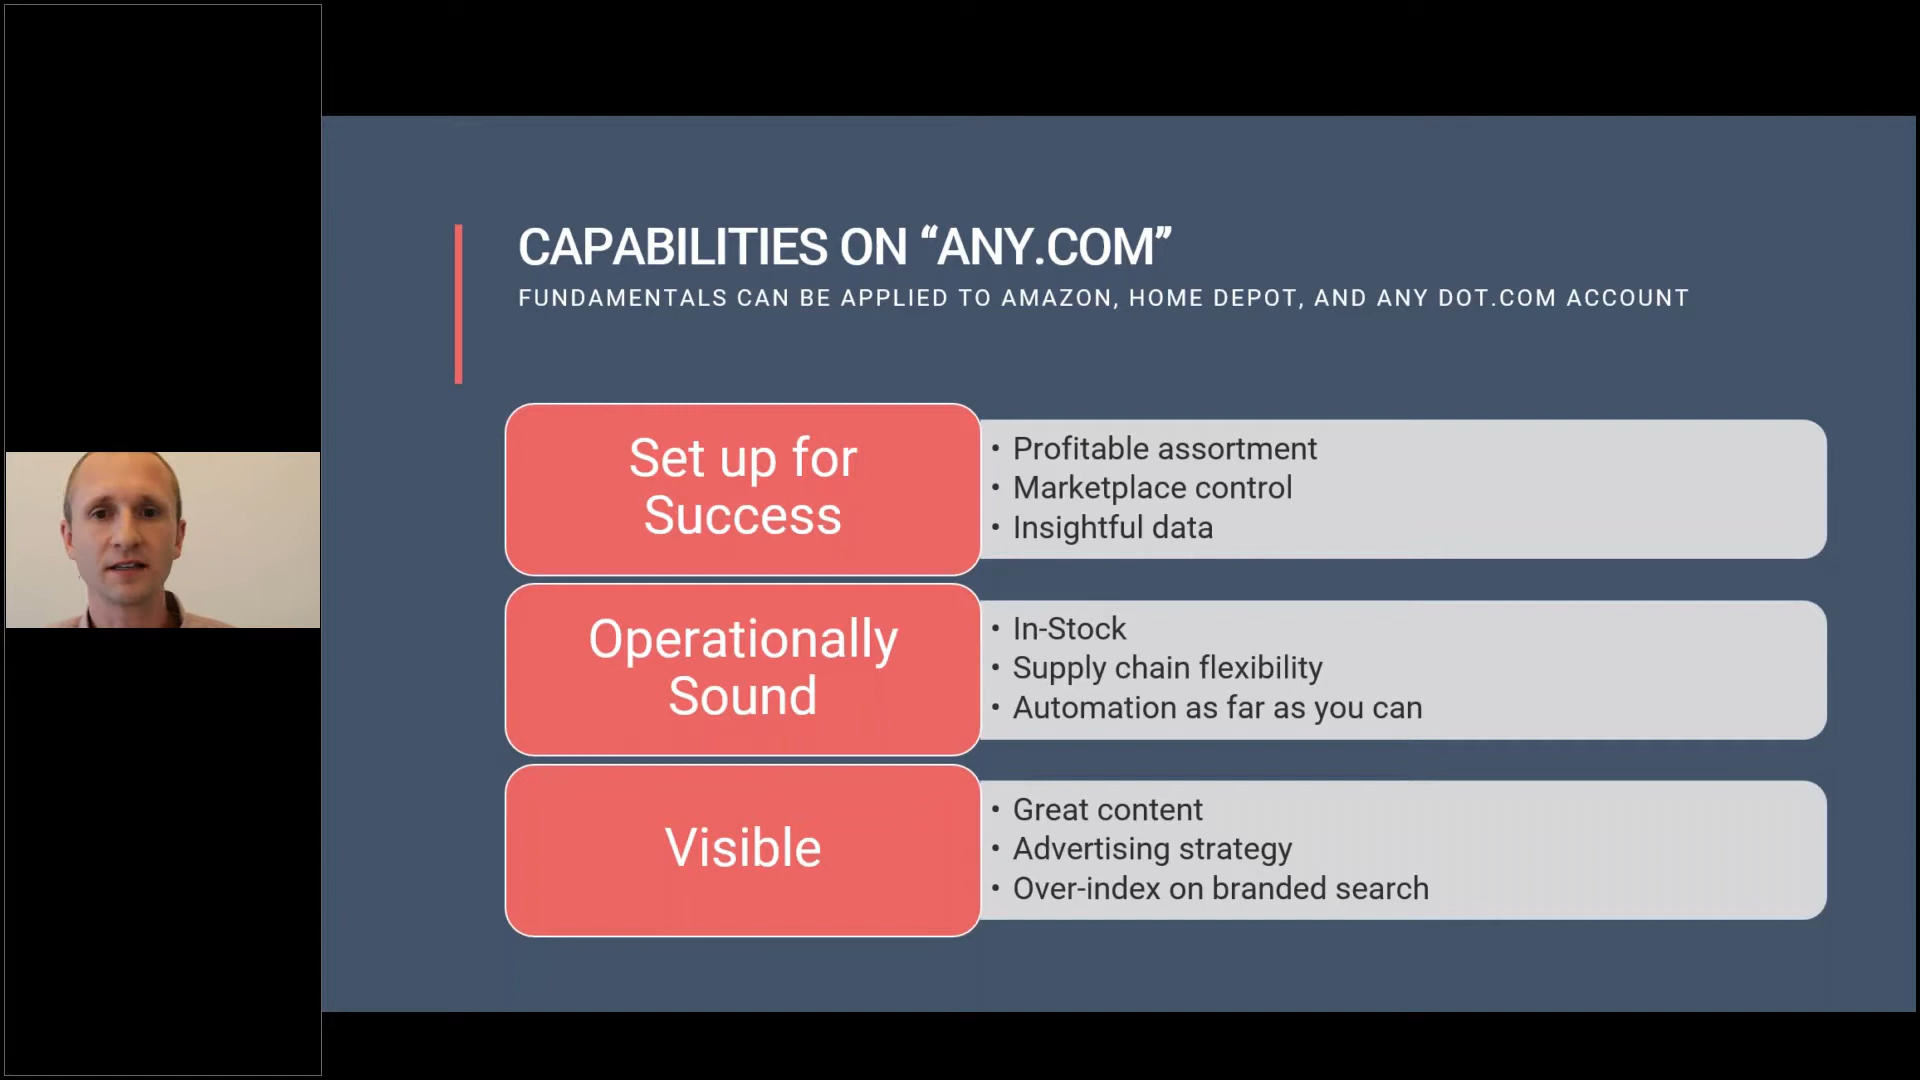 CAPABILITIES ON “ANY.COM”
FUNDAMENTALS CAN BE APPLIED TO AMAZON, HOME DEPOT, AND ANY DOT.COM ACCOUNT
Set up for
Success
• Profitable assortment
• Marketplace control
• Insightful data
Operationally
Sound
• In-Stock
• Supply chain flexibility
• Automation as far as you can
Visible
• Great content
• Advertising strategy
• Over-index on branded search